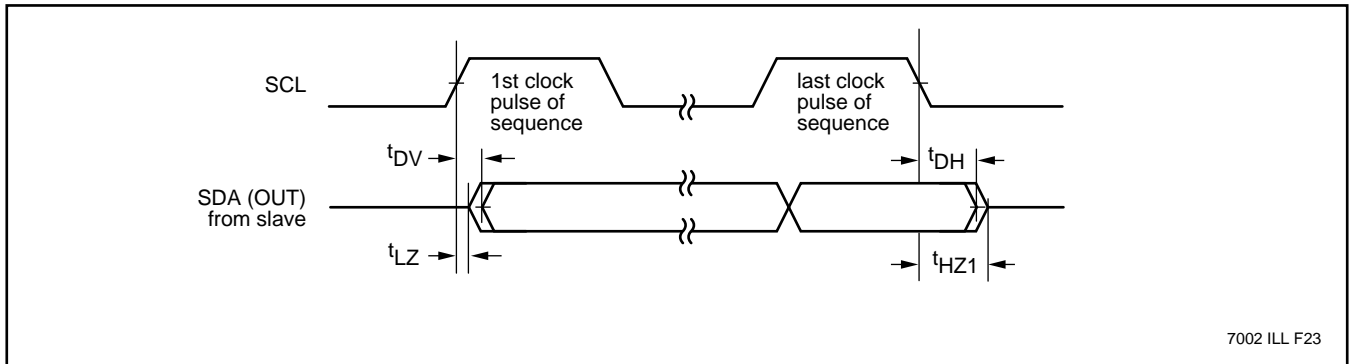 SCL
1st clock
pulse of
sequence
last clock
pulse of
sequence
tDV
tDH
SDA (OUT)
from slave
tLZ
tHZ1
7002 ILL F23